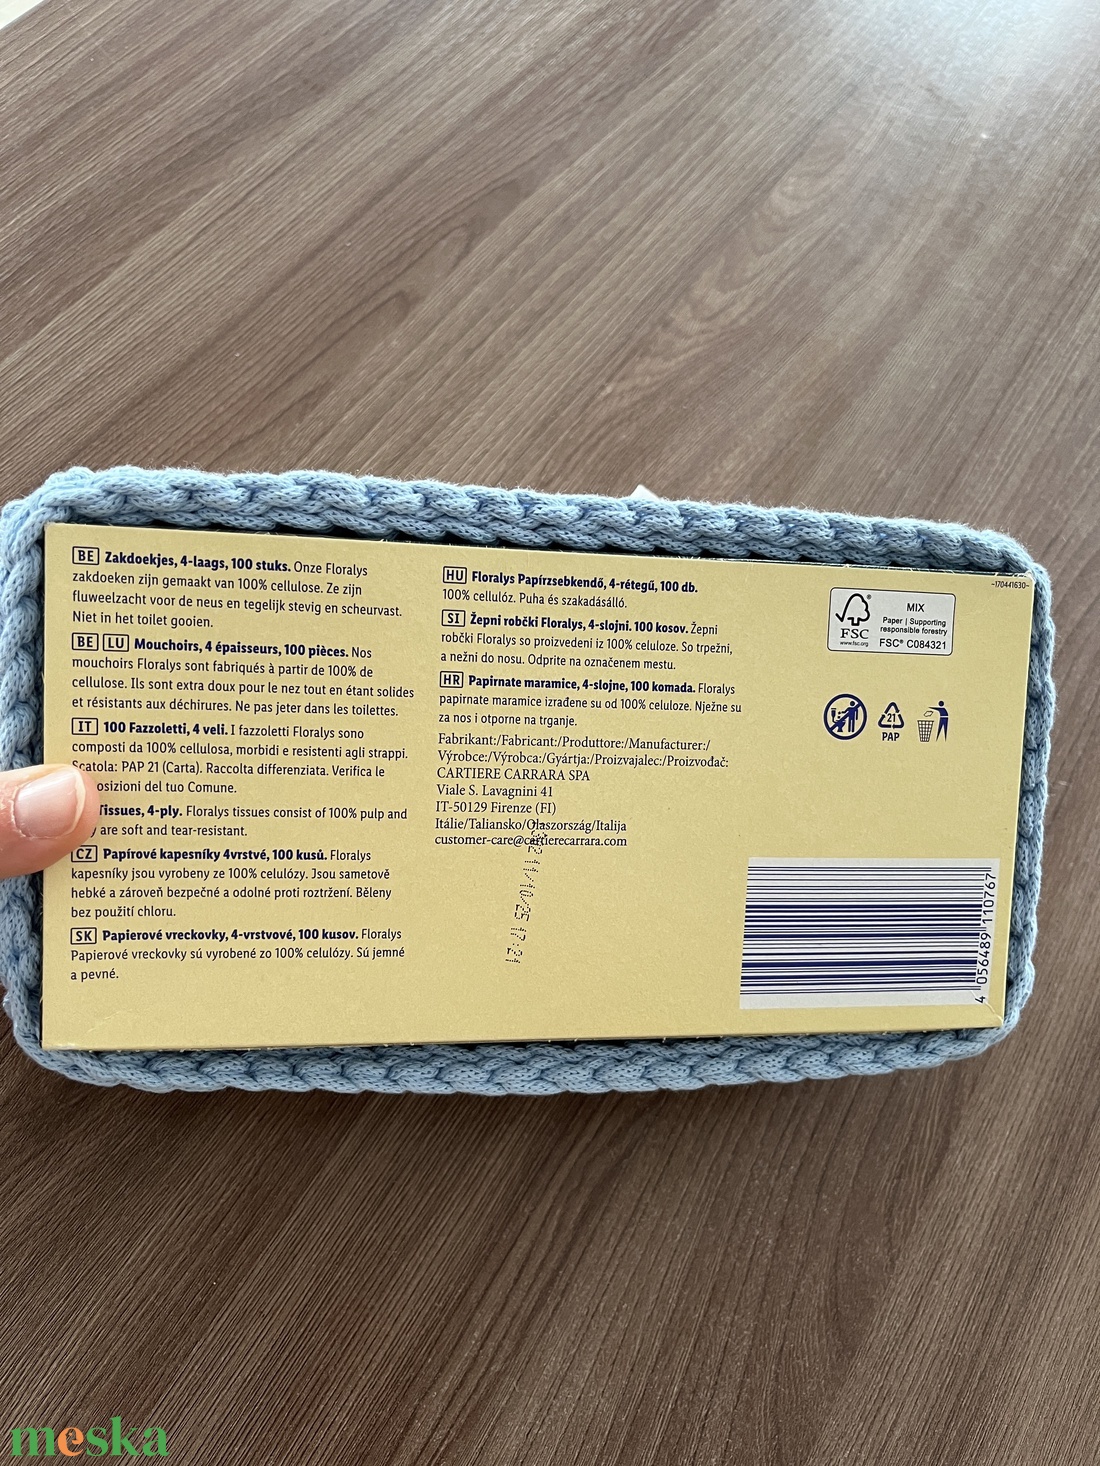 BE Zakdoekjes, 4-laags, 100 stuks. Onze Floralys
zakdoeken zijn gemaakt van 100% cellulose. Ze zijn
fluweelzacht voor de neus en tegelijk stevig en scheurvast.
Niet in het toilet gooien.
BE LU Mouchoirs, 4 épaisseurs, 100 pièces. Nos
mouchoirs Floralys sont fabriqués à partir de 100% de
cellulose. Ils sont extra doux pour le nez tout en étant solides
et résistants aux déchirures. Ne pas jeter dans les toilettes.
IT 100 Fazzoletti, 4 veli. I fazzoletti Floralys sono
composti da 100% cellulosa, morbidi e resistenti agli strappi.
Scatola: PAP 21 (Carta). Raccolta differenziata. Verifica le
del tuo Comune.
Tissues, 4-ply. Floralys tissues consist of 100% pulp and
are soft and tear-resistant.
CZ Papírové kapesníky 4vrstvé, 100 kusů. Floralys
kapesníky jsou vyrobeny ze 100% celulózy. Jsou sametově
hebké a zároveň bezpečné a odolné proti roztržení. Běleny
bez použití chloru.
SK Papierové vreckovky, 4-vrstvové, 100 kusov. Floralys
Papierové vreckovky sú vyrobené zo 100% celulózy. Sú jemné
a pevné.
HU Floralys Papírzsebkendő, 4-rétegű, 100 db.
100% cellulóz. Puha és szakadásálló.
SI Žepni robčki Floralys, 4-slojni. 100 kosov. Žepni
robčki Floralys so proizvedeni iz 100% celuloze. So trpežni,
a nežni do nosu. Odprite na označenem mestu.
HR Papirnate maramice, 4-slojne, 100 komada. Floralys
papirnate maramice izrađene su od 100% celuloze. Nježne su
za nos i otporne na trganje.
Fabrikant:/Fabricant:/Produttore:/Manufacturer:/
Výrobce:/Výrobca:/Gyártja:/Proizvajalec:/Proizvođač:
CARTIERE CARRARA SPA
Viale S. Lavagnini 41
IT-50129 Firenze (FI)
Itálie/Taliansko/Olaszország/Italija
customer-care@cartierecarrara.com
-170441630-
FSC
www.fsc.org
MIX
Paper | Supporting
responsible forestry
FSC® C084321
21
PAP
4 056489 110767
meska